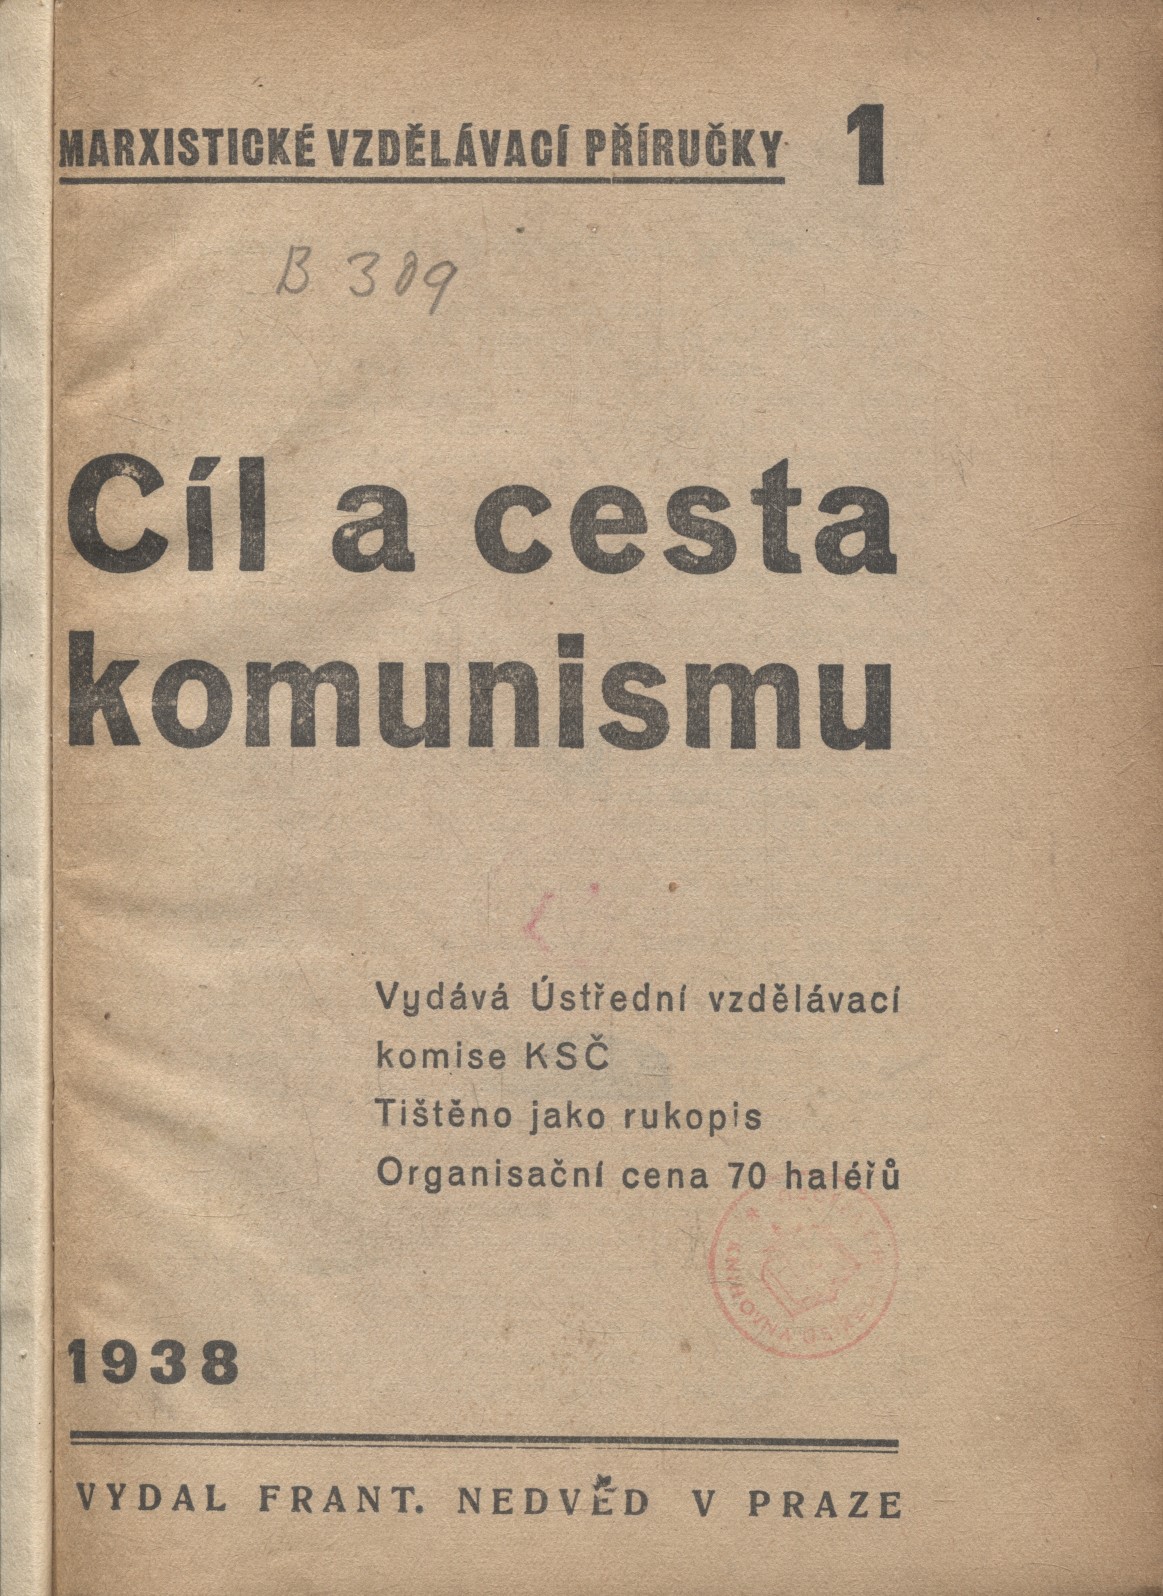 MARXISTICKÉ VZDĚLÁVACÍ PŘÍRUČKY 1
B 309
Cíl a cesta
komunismu
Vydává Ústřední vzdělávací
komise KSČ
Tištěno jako rukopis
Organisační cena 70 haléřů
KNIHOVNA
1938
VYDAL FRANT. NEDVĚD V PRAZE